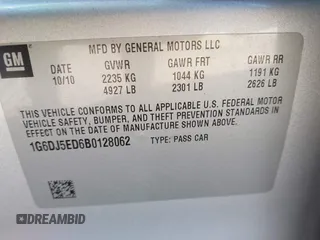 GM
MFD BY GENERAL MOTORS LLC
DATE GVWR GAWR FRT GAWR RR
10/10 2235 KG 1044 KG 1191 KG
4927 LB 2301 LB 2626 LB
THIS VEHICLE CONFORMS TO ALL APPLICABLE U.S. FEDERAL MOTOR
VEHICLE SAFETY, BUMPER, AND THEFT PREVENTION STANDARDS IN
EFFECT ON THE DATE OF MANUFACTURE SHOWN ABOVE.
1G6DJ5ED6B0128062 TYPE: PASS CAR
DREAMBID